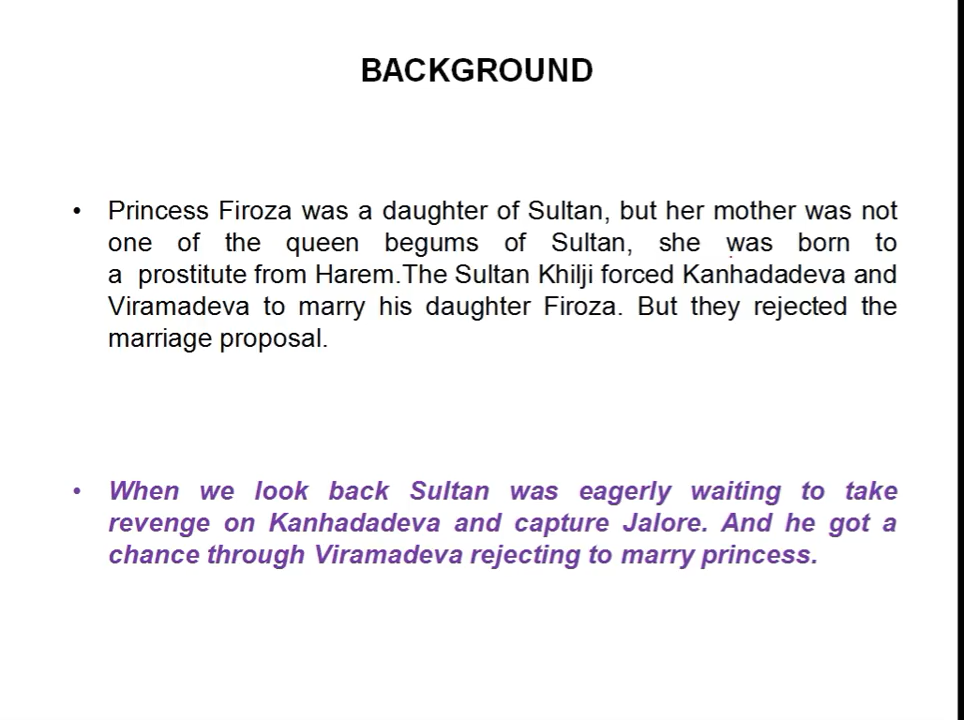 BACKGROUND
• Princess Firoza was a daughter of Sultan, but her mother was not
one of the queen begums of Sultan, she was born to
a prostitute from Harem.The Sultan Khilji forced Kanhadadeva and
Viramadeva to marry his daughter Firoza. But they rejected the
marriage proposal.
• When we look back Sultan was eagerly waiting to take
revenge on Kanhadadeva and capture Jalore. And he got a
chance through Viramadeva rejecting to marry princess.